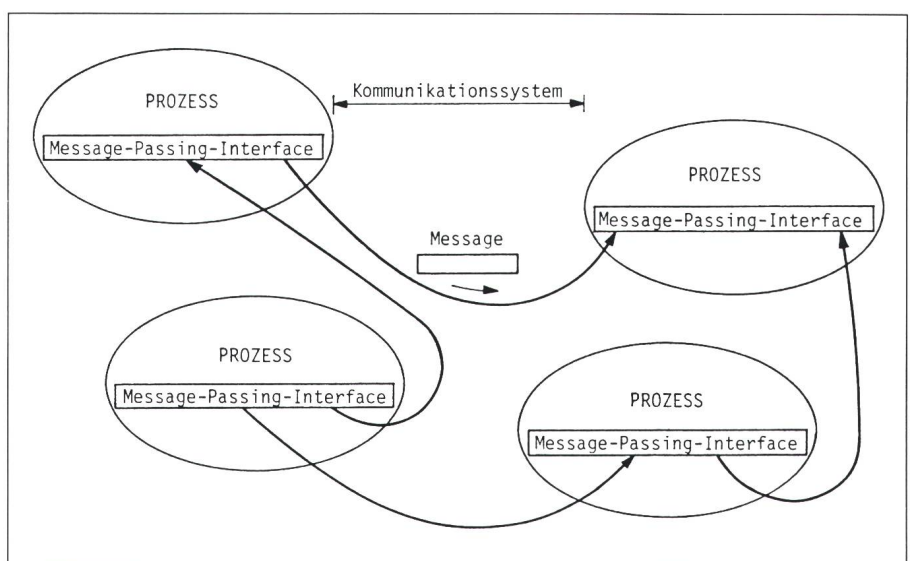 Kommunikationssystem
PROZESS
Message-Passing-Interface
PROZESS
Message-Passing-Interface
Message
PROZESS
Message-Passing-Interface
PROZESS
Message-Passing-Interface